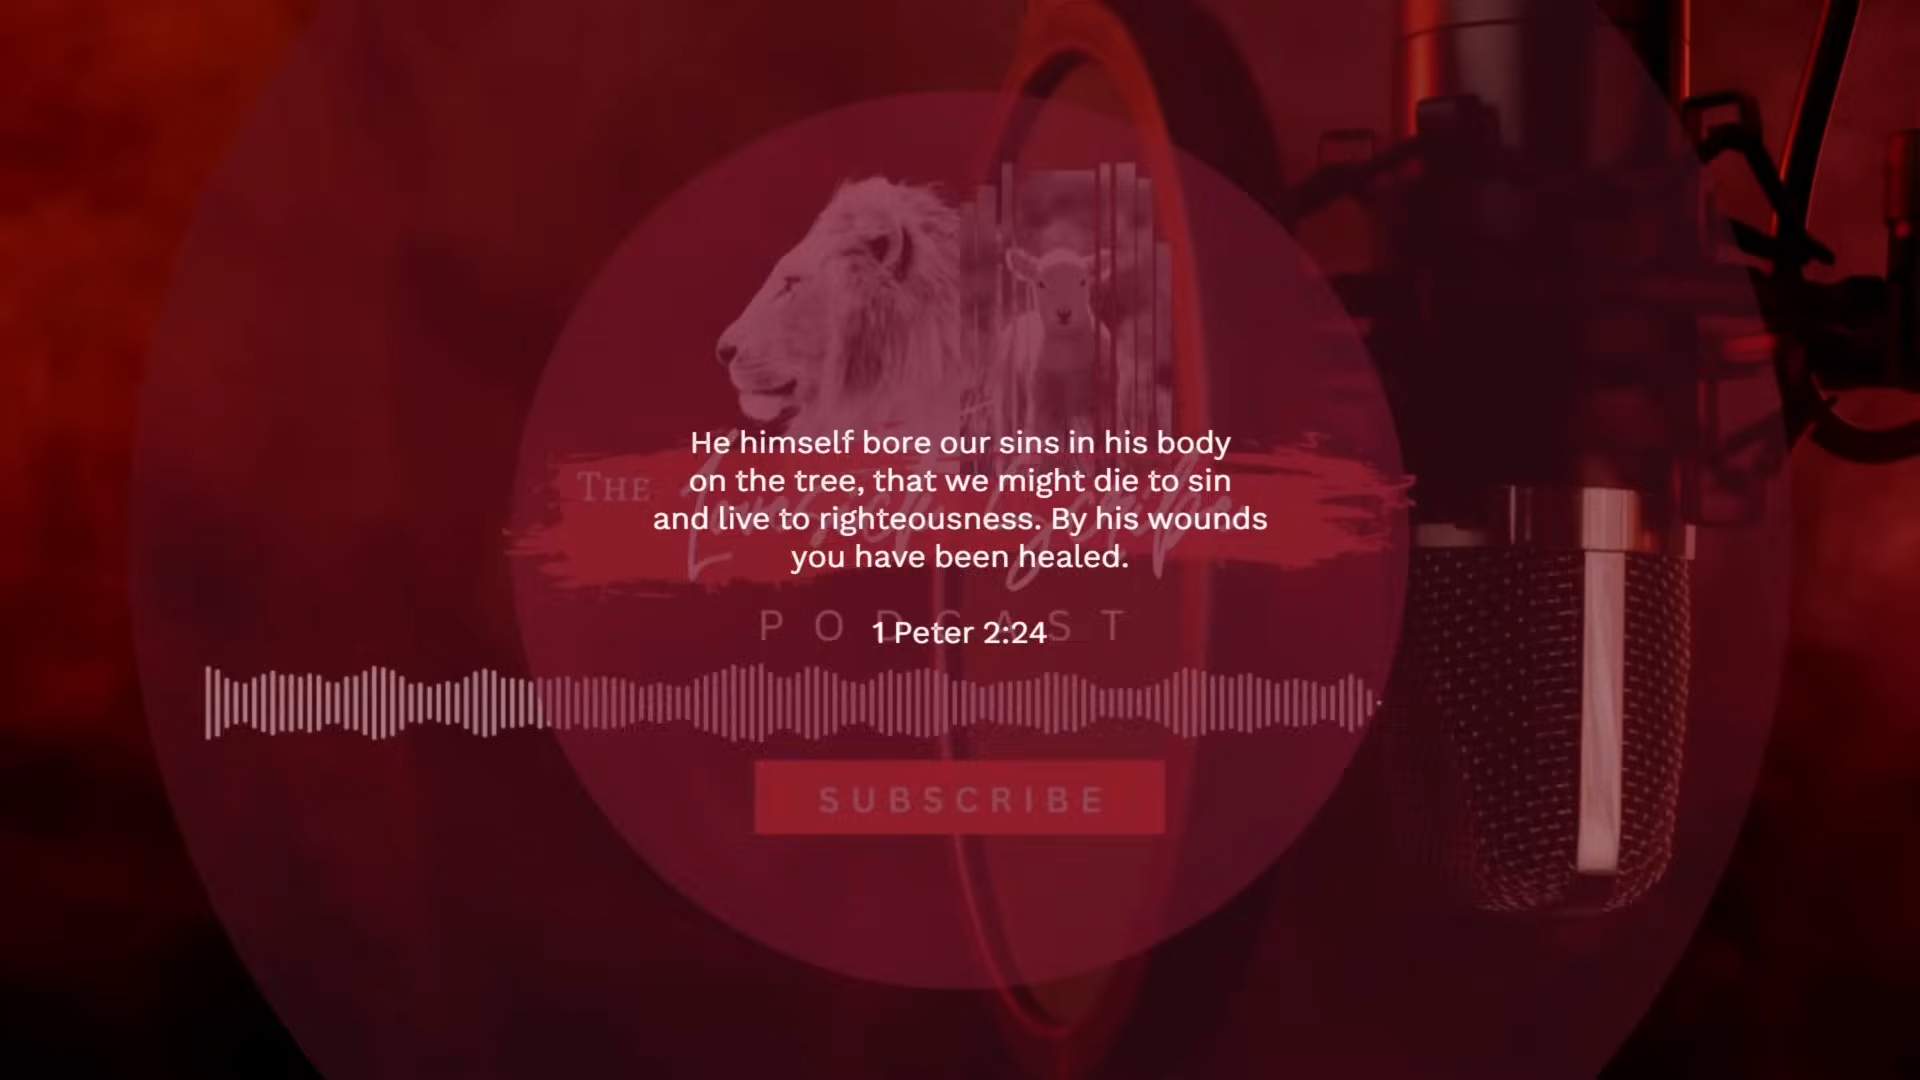 He himself bore our sins in his body
on the tree, that we might die to sin
and live to righteousness. By his wounds
you have been healed.
THE
PODCAST
1 Peter 2:24
SUBSCRIBE